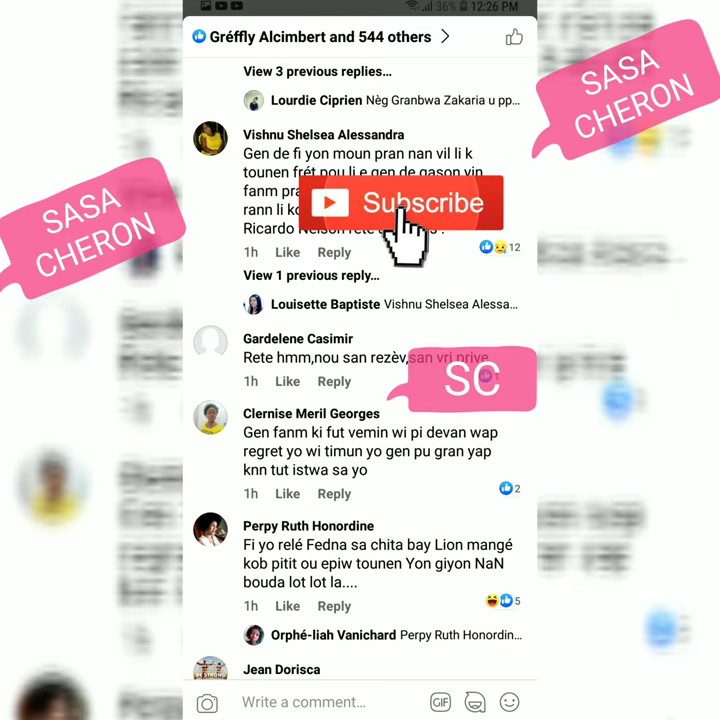 36% 12:26 PM
Gréffly Alcimbert and 544 others
View 3 previous replies...
Lourdie Ciprien Nèg Granbwa Zakaria u pp...
SASA
CHERON
Vishnu Shelsea Alessandra
Gen de fi yon moun pran nan vil li k
tounen frét pou li e gen de gason vin
fanm pra
rann li
Ricardo Nelson
Subscribe
SASA
CHERON
1h Like Reply 12
View 1 previous reply...
Louisette Baptiste Vishnu Shelsea Alessa...
Gardelene Casimir
Rete hmm,nou san rezèv,san vri prive
1h Like Reply
SC
Clernise Meril Georges
Gen fanm ki fut vemin wi pi devan wap
regret yo wi timun yo gen pu gran yap
knn tut istwa sa yo
1h Like Reply 2
Perpy Ruth Honordine
Fi yo relé Fedna sa chita bay Lion mangé
kob pitit ou epiw tounen Yon giyon NaN
bouda lot lot la....
1h Like Reply 5
Orphé-liah Vanichard Perpy Ruth Honordin...
Jean Dorisca
Write a comment... GIF